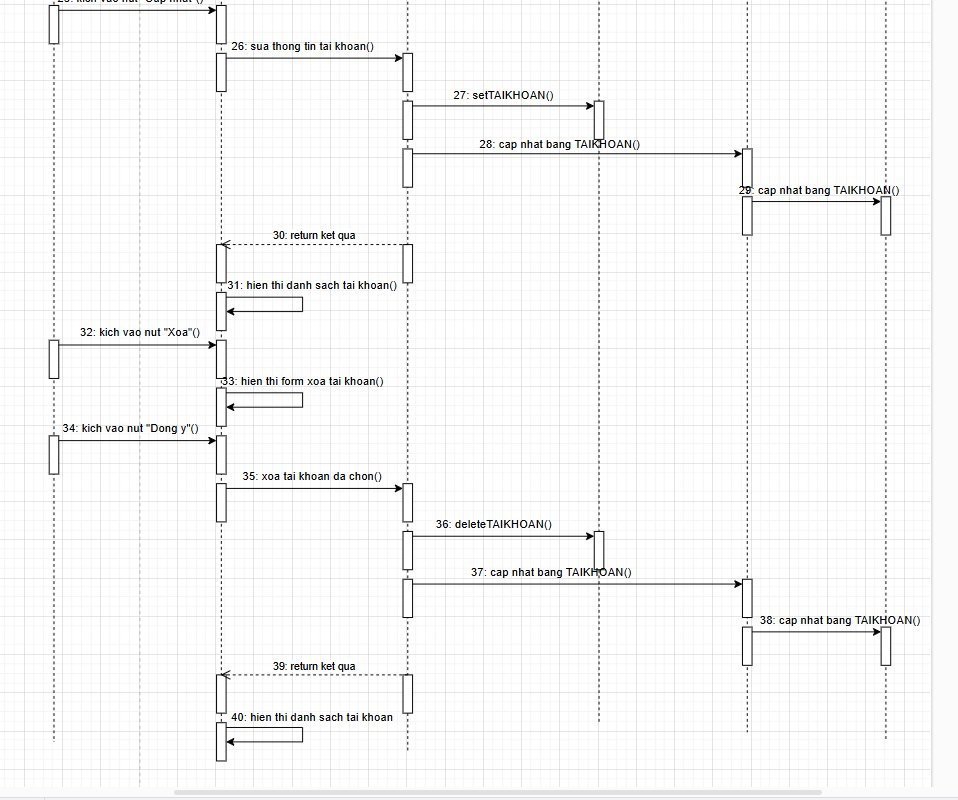 26: sua thong tin tai khoan()
27: setTAIKHOAN()
28: cap nhat bang TAIKHOAN()
29: cap nhat bang TAIKHOAN()
30: return ket qua
31: hien thi danh sach tai khoan()
32: kich vao nut "Xoa"()
33: hien thi form xoa tai khoan()
34: kich vao nut "Dong y"()
35: xoa tai khoan da chon()
36: deleteTAIKHOAN()
37: cap nhat bang TAIKHOAN()
38: cap nhat bang TAIKHOAN()
39: return ket qua
40: hien thi danh sach tai khoan